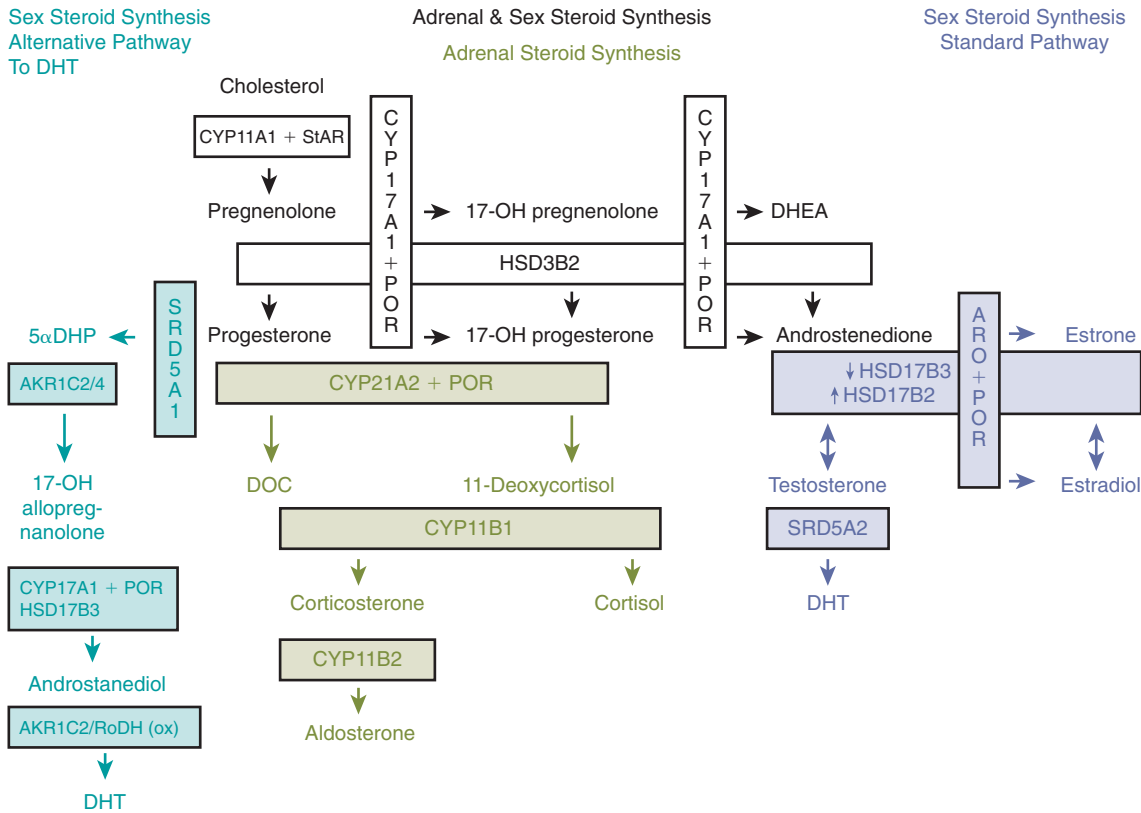 Sex Steroid Synthesis
Alternative Pathway
To DHT
Adrenal & Sex Steroid Synthesis
Adrenal Steroid Synthesis
Sex Steroid Synthesis
Standard Pathway
Cholesterol
CYP11A1 + StAR
CYP17A1+POR
CYP17A1+POR
Pregnenolone
17-OH pregnenolone
DHEA
HSD3B2
SRD5A1
5αDHP
Progesterone
17-OH progesterone
Androstenedione
ARO+POR
Estrone
AKR1C2/4
CYP21A2 + POR
↓HSD17B3
↑HSD17B2
17-OH
allopreg-
nanolone
DOC
11-Deoxycortisol
Testosterone
Estradiol
CYP11B1
SRD5A2
CYP17A1 + POR
HSD17B3
Corticosterone
Cortisol
DHT
CYP11B2
Androstanediol
AKR1C2/RoDH (ox)
Aldosterone
DHT